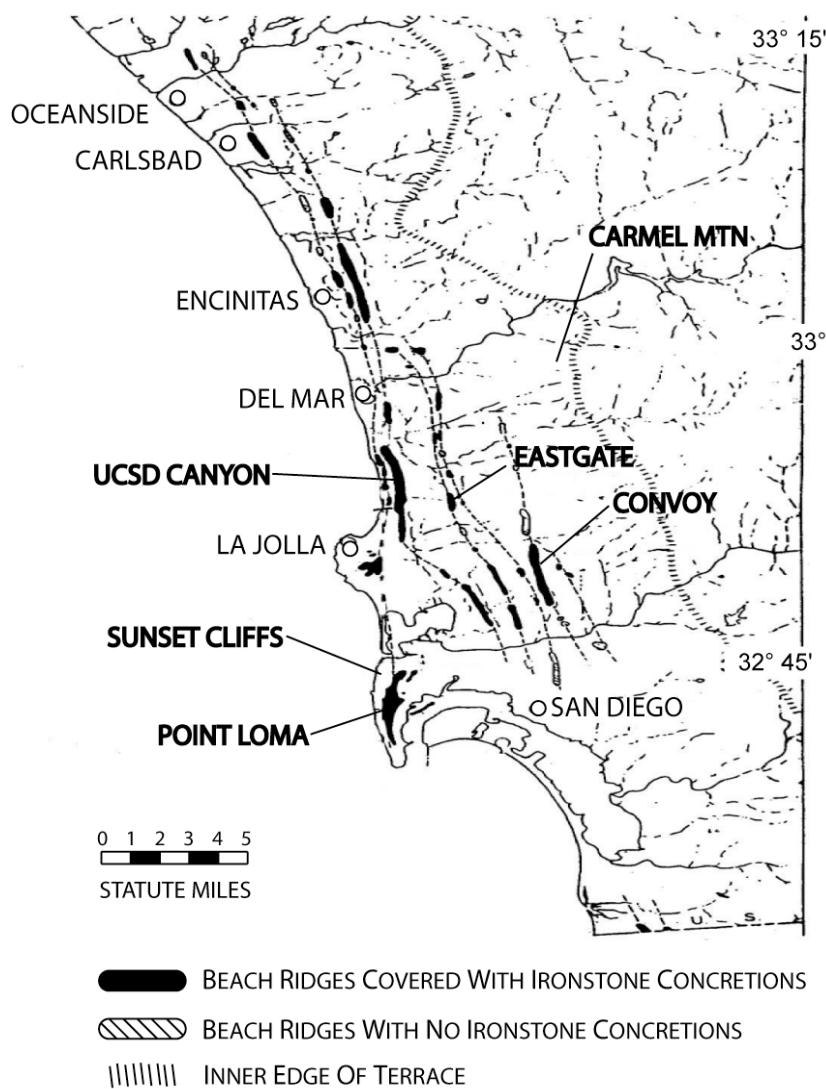 33° 15'
OCEANSIDE
CARLSBAD
CARMEL MTN
ENCINITAS
33°
DEL MAR
EASTGATE
UCSD CANYON
CONVOY
LA JOLLA
SUNSET CLIFFS
32° 45'
SAN DIEGO
POINT LOMA
0 1 2 3 4 5
STATUTE MILES
U S
BEACH RIDGES COVERED WITH IRONSTONE CONCRETIONS
BEACH RIDGES WITH NO IRONSTONE CONCRETIONS
INNER EDGE OF TERRACE